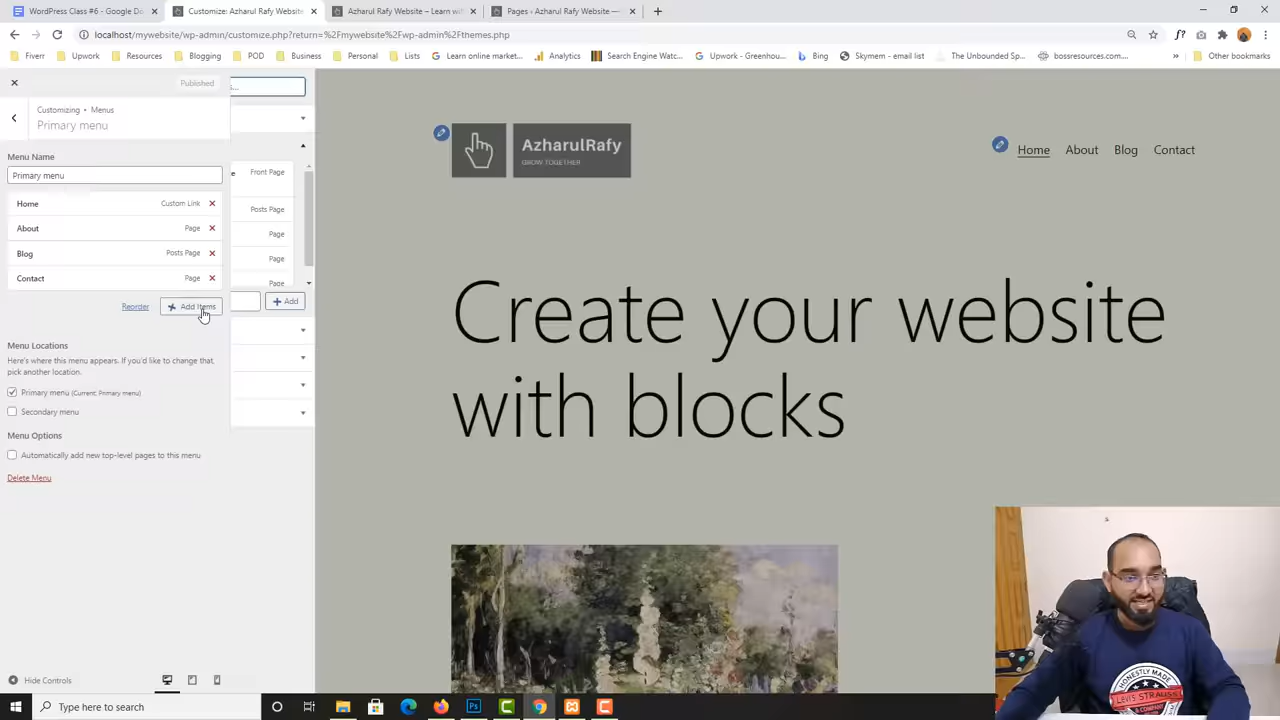 WordPress Class #6 - Google Do
Customize: Azharul Rafy Website
Azharul Rafy Website – Learn wit
Pages ‹ Azharul Rafy Website —
localhost/mywebsite/wp-admin/customize.php?return=%2Fmywebsite%2Fwp-admin%2Fthemes.php
Fiverr
Upwork
Resources
Blogging
POD
Business
Personal
Lists
Learn online market...
Analytics
Search Engine Watc...
Upwork - Greenhou...
Bing
Skymem - email list
The Unbounded Sp...
bossresources.com...
»
Other bookmarks
Published
s...
Customizing • Menus
Primary menu
Menu Name
Primary menu
Home Custom Link
About Page
Blog Posts Page
Contact Page
Reorder
Add Items
e Front Page
Posts Page
Page
Page
Page
+ Add
Menu Locations
Here's where this menu appears. If you'd like to change that,
pick another location.
Primary menu (Current: Primary menu)
Secondary menu
Menu Options
Automatically add new top-level pages to this menu
Delete Menu
Hide Controls
AzharulRafy
GROW TOGETHER
Home About Blog Contact
Create your website
with blocks
HONESTLY MADE
LEVI'S STRAUSS
& COMPANY
Type here to search